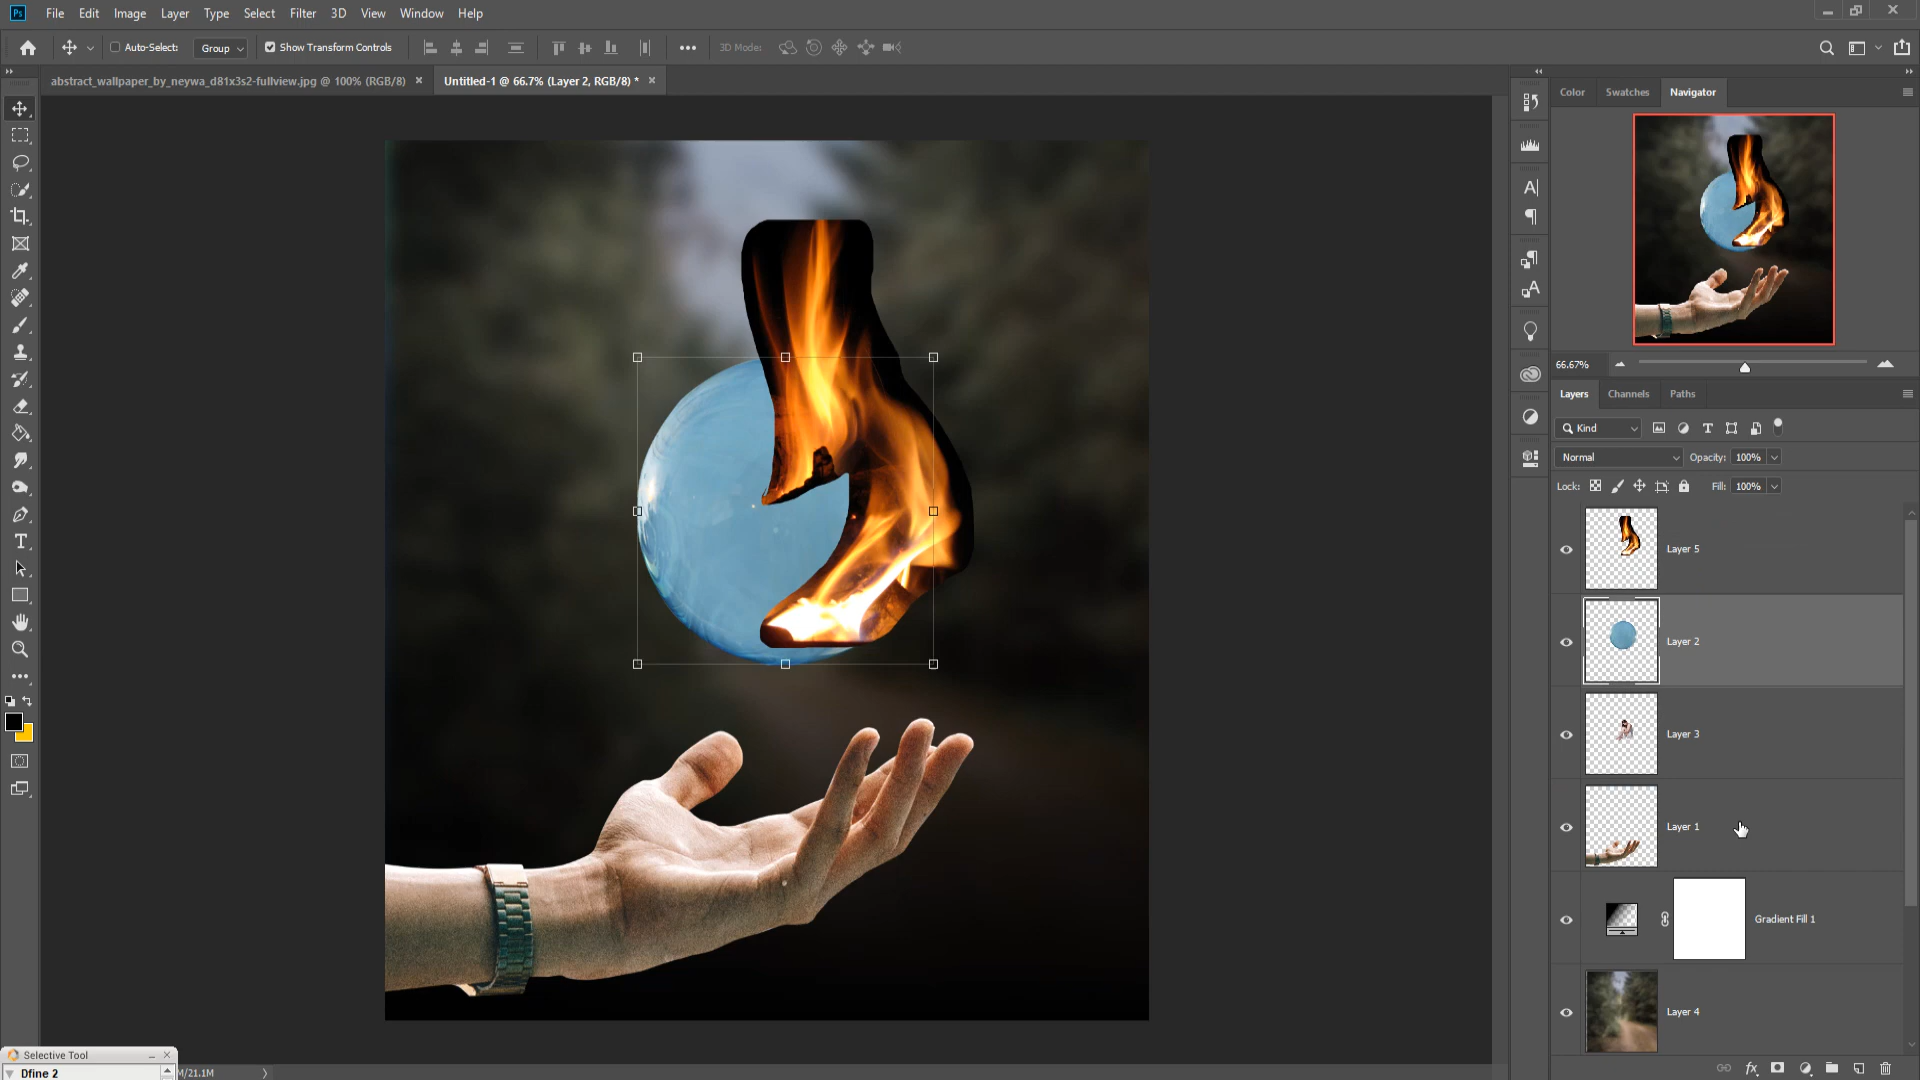 Ps File Edit Image Layer Type Select Filter 3D View Window Help
Auto-Select: Group Show Transform Controls 3D Mode:
abstract_wallpaper_by_neywa_d81x3s2-fullview.jpg @ 100% (RGB/8) × Untitled-1 @ 66.7% (Layer 2, RGB/8) * ×
Color Swatches Navigator
66.67%
Layers Channels Paths
Kind
Normal Opacity: 100%
Lock: Fill: 100%
Layer 5
Layer 2
Layer 3
Layer 1
Gradient Fill 1
Layer 4
Selective Tool
Dfine 2
M/21.1M